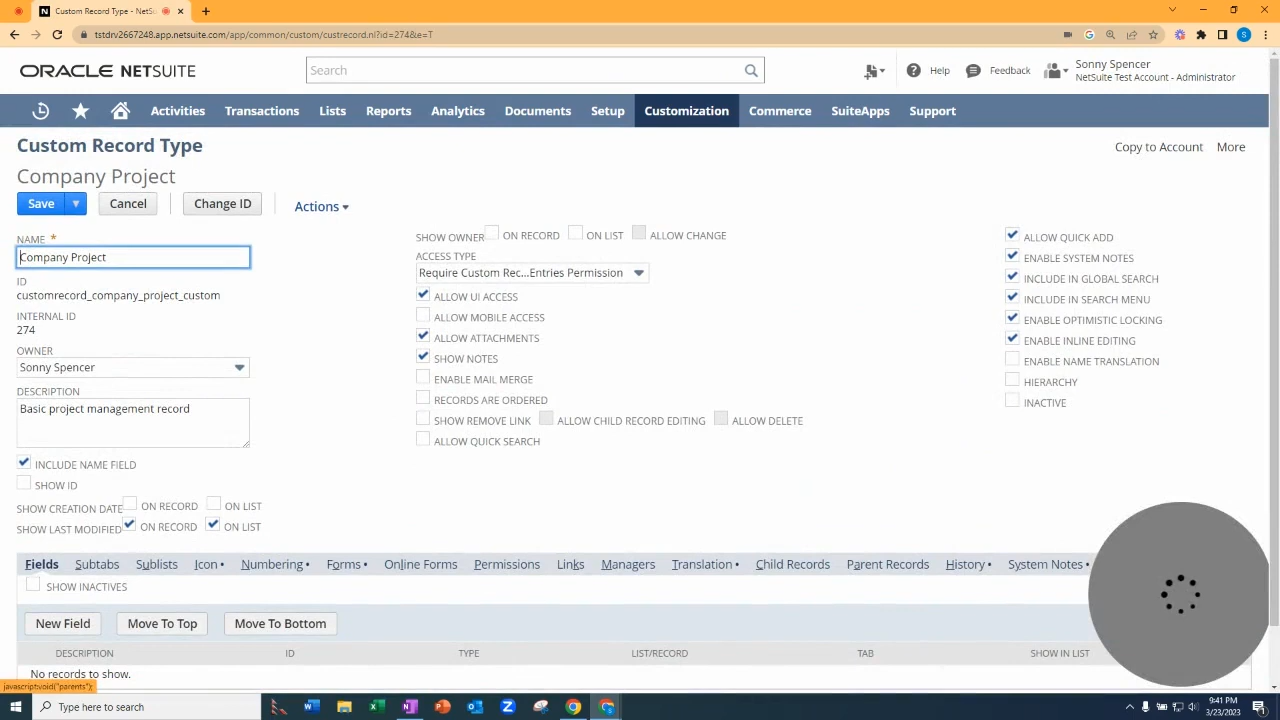 Custom Record Type - NetSu
tstdrv2667248.app.netsuite.com/app/common/custom/custrecord.nl?id=274&e=T
ORACLE NETSUITE
Search
Help
Feedback
Sonny Spencer
NetSuite Test Account - Administrator
Activities Transactions Lists Reports Analytics Documents Setup Customization Commerce SuiteApps Support
Custom Record Type
Copy to Account More
Company Project
Save Cancel Change ID Actions
NAME *
Company Project
ID
customrecord_company_project_custom
INTERNAL ID
274
OWNER
Sonny Spencer
DESCRIPTION
Basic project management record
INCLUDE NAME FIELD
SHOW ID
SHOW CREATION DATE ON RECORD ON LIST
SHOW LAST MODIFIED ON RECORD ON LIST
SHOW OWNER ON RECORD ON LIST ALLOW CHANGE
ACCESS TYPE
Require Custom Rec...Entries Permission
ALLOW UI ACCESS
ALLOW MOBILE ACCESS
ALLOW ATTACHMENTS
SHOW NOTES
ENABLE MAIL MERGE
RECORDS ARE ORDERED
SHOW REMOVE LINK ALLOW CHILD RECORD EDITING ALLOW DELETE
ALLOW QUICK SEARCH
ALLOW QUICK ADD
ENABLE SYSTEM NOTES
INCLUDE IN GLOBAL SEARCH
INCLUDE IN SEARCH MENU
ENABLE OPTIMISTIC LOCKING
ENABLE INLINE EDITING
ENABLE NAME TRANSLATION
HIERARCHY
INACTIVE
Fields Subtabs Sublists Icon • Numbering • Forms • Online Forms Permissions Links Managers Translation • Child Records Parent Records History • System Notes •
SHOW INACTIVES
New Field Move To Top Move To Bottom
DESCRIPTION ID TYPE LIST/RECORD TAB SHOW IN LIST
No records to show.
javascript:void("parents");
Type here to search
9:41 PM
3/23/2023